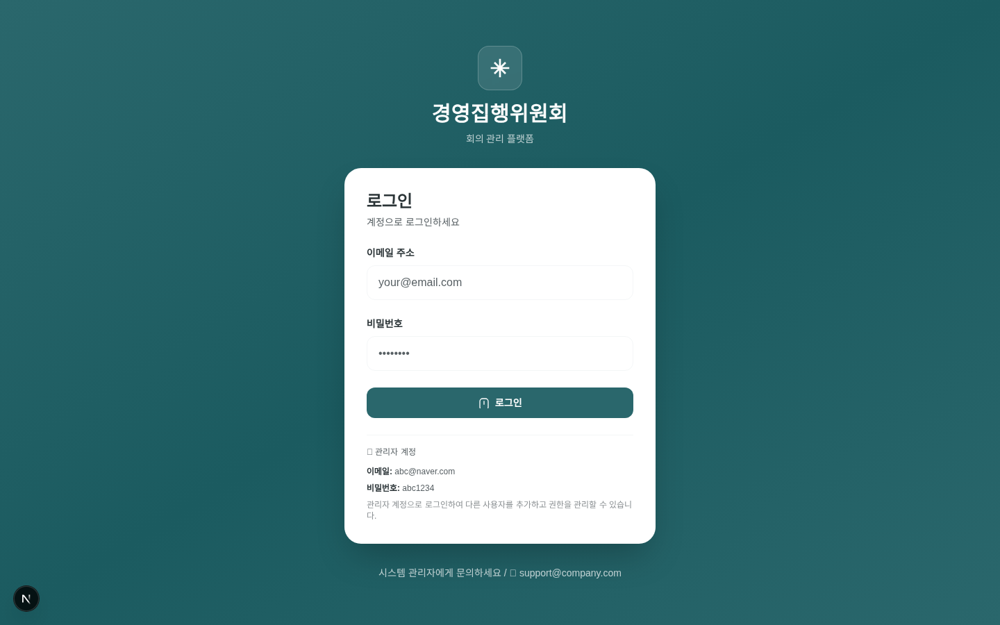 경영집행위원회
회의 관리 플랫폼
로그인
계정으로 로그인하세요
이메일 주소
your@email.com
비밀번호
••••••••
로그인
관리자 계정
이메일: abc@naver.com
비밀번호: abc1234
관리자 계정으로 로그인하여 다른 사용자를 추가하고 권한을 관리할 수 있습니
다.
시스템 관리자에게 문의하세요 / support@company.com
N